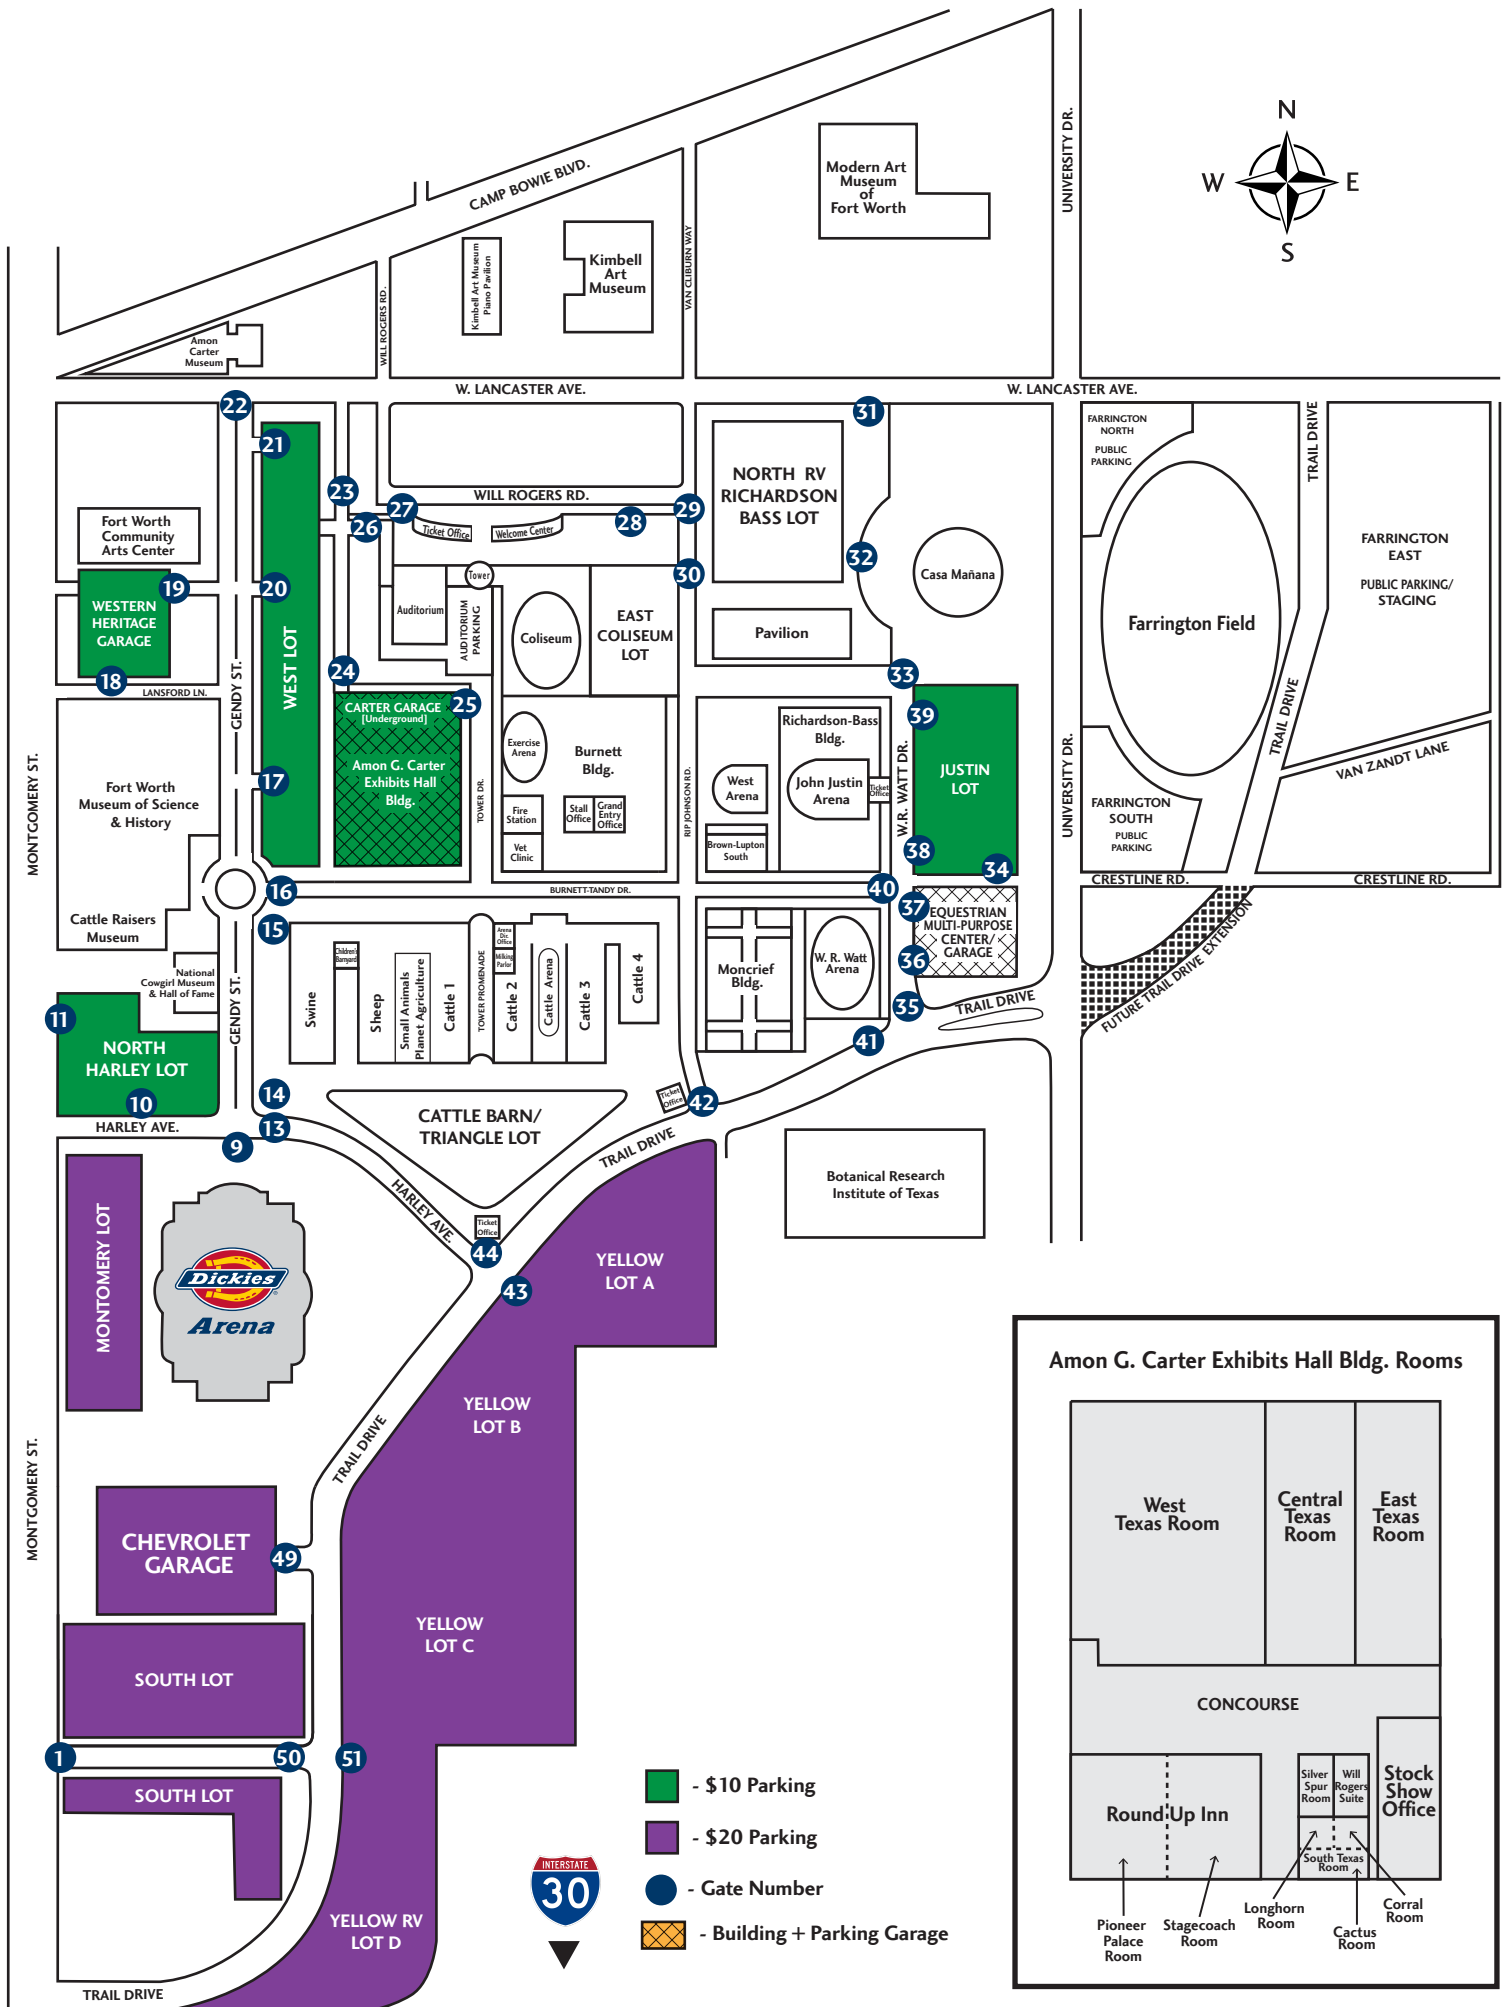 N
W
E
S
CAMP BOWIE BLVD.
UNIVERSITY DR.
Modern Art
Museum
of
Fort Worth
VAN CLIBURN WAY
Kimbell Art Museum
Piano Pavilion
Kimbell
Art
Museum
WILL ROGERS RD.
Amon
Carter
Museum
W. LANCASTER AVE.
W. LANCASTER AVE.
22
21
23
27
26
28
29
31
WILL ROGERS RD.
Ticket Office
Welcome Center
NORTH RV
RICHARDSON
BASS LOT
FARRINGTON
NORTH
PUBLIC
PARKING
TRAIL DRIVE
Fort Worth
Community
Arts Center
19
20
WESTERN
HERITAGE
GARAGE
18
LANSFORD LN.
GENDY ST.
WEST LOT
24
Tower
Auditorium
AUDITORIUM
PARKING
Coliseum
EAST
COLISEUM
LOT
30
32
Casa Mañana
Pavilion
33
Farrington Field
FARRINGTON
EAST
PUBLIC PARKING/
STAGING
MONTGOMERY ST.
Fort Worth
Museum of Science
& History
17
CARTER GARAGE
[Underground]
25
Amon G. Carter
Exhibits Hall
Bldg.
TOWER DR.
Exercise
Arena
Burnett
Bldg.
Fire
Station
Stall
Office
Grand
Entry
Office
Vet
Clinic
RIP JOHNSON RD.
Richardson-Bass
Bldg.
West
Arena
John Justin
Arena
Ticket
Office
Brown-Lupton
South
W.R. WATT DR.
39
JUSTIN
LOT
38
34
UNIVERSITY DR.
TRAIL DRIVE
VAN ZANDT LANE
FARRINGTON
SOUTH
PUBLIC
PARKING
CRESTLINE RD.
CRESTLINE RD.
16
BURNETT-TANDY DR.
40
37
EQUESTRIAN
MULTI-PURPOSE
CENTER/
GARAGE
36
35
TRAIL DRIVE
FUTURE TRAIL DRIVE EXTENSION
Cattle Raisers
Museum
15
National
Cowgirl Museum
& Hall of Fame
GENDY ST.
Swine
Children's
Barnyard
Sheep
Small Animals
Planet Agriculture
Cattle 1
TOWER PROMENADE
Arena
Dir.
Office
Milking
Parlor
Cattle 2
Cattle Arena
Cattle 3
Cattle 4
Moncrief
Bldg.
W. R. Watt
Arena
41
11
NORTH
HARLEY LOT
10
HARLEY AVE.
14
13
9
CATTLE BARN/
TRIANGLE LOT
Ticket
Office
42
TRAIL DRIVE
HARLEY AVE.
Ticket
Office
44
43
Botanical Research
Institute of Texas
MONTOMERY LOT
Dickies
®
Arena
YELLOW
LOT A
YELLOW
LOT B
TRAIL DRIVE
MONTGOMERY ST.
CHEVROLET
GARAGE
49
YELLOW
LOT C
SOUTH LOT
1
50
51
SOUTH LOT
YELLOW RV
LOT D
TRAIL DRIVE
- $10 Parking
- $20 Parking
- Gate Number
- Building + Parking Garage
INTERSTATE
30
Amon G. Carter Exhibits Hall Bldg. Rooms
West
Texas Room
Central
Texas
Room
East
Texas
Room
CONCOURSE
Round Up Inn
Silver
Spur
Room
Will
Rogers
Suite
South Texas
Room
Stock
Show
Office
Pioneer
Palace
Room
Stagecoach
Room
Longhorn
Room
Cactus
Room
Corral
Room